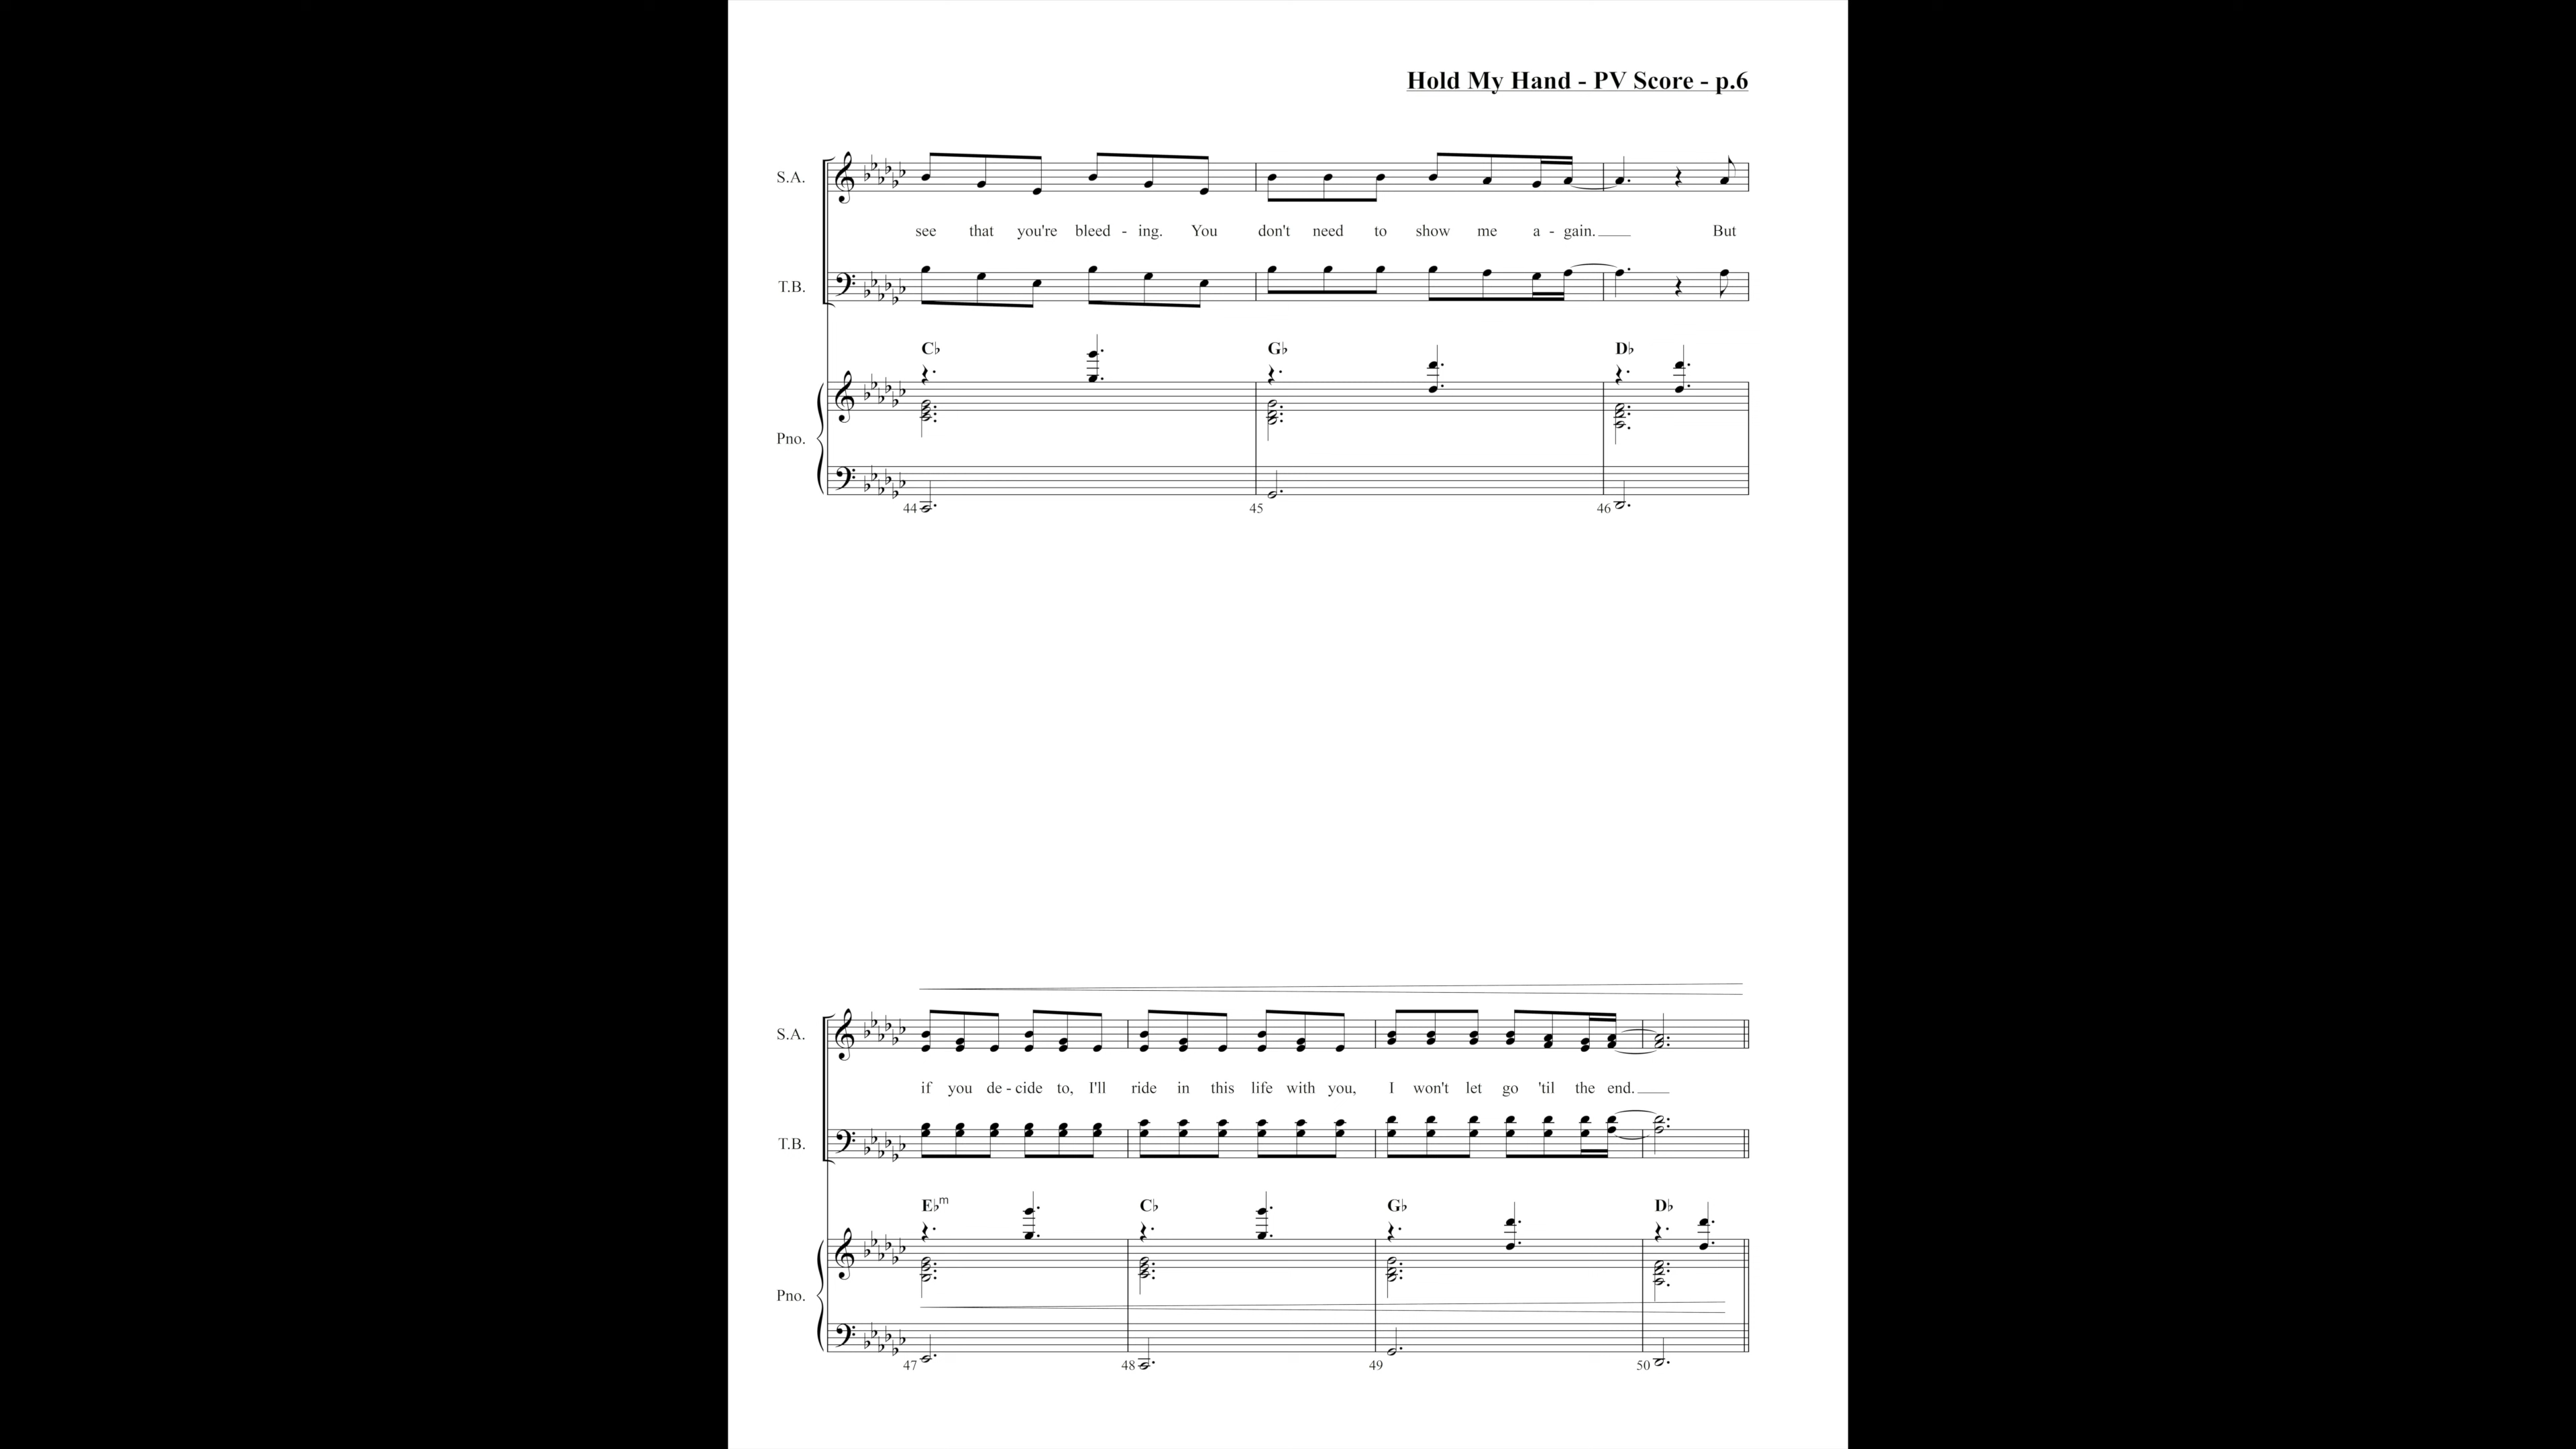 Hold My Hand - PV Score - p.6
S.A.
see that you're bleed - ing. You don't need to show me a - gain. But
T.B.
C♭ G♭ D♭
Pno.
44 45 46
S.A.
if you de - cide to, I'll ride in this life with you, I won't let go 'til the end.
T.B.
E♭m C♭ G♭ D♭
Pno.
47 48 49 50